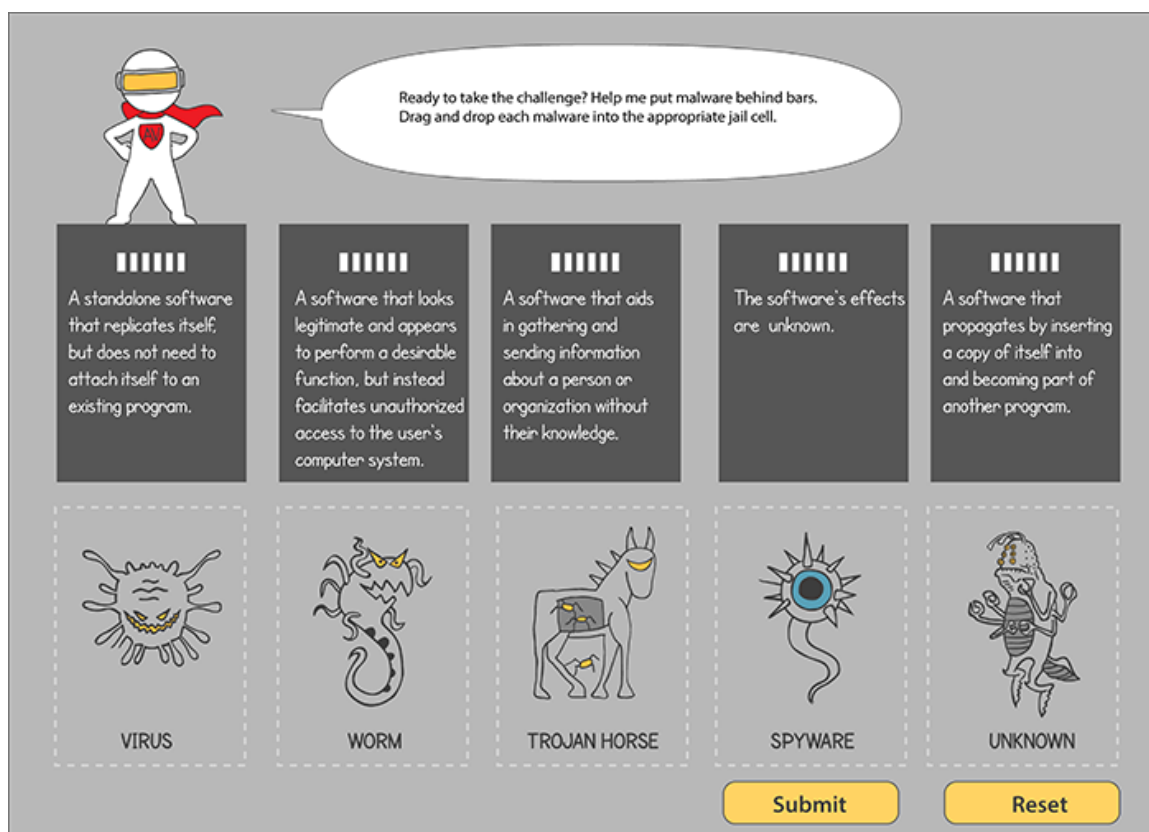 Ready to take the challenge? Help me put malware behind bars.
Drag and drop each malware into the appropriate jail cell.
AV
A standalone software
that replicates itself,
but does not need to
attach itself to an
existing program.
A software that looks
legitimate and appears
to perform a desirable
function, but instead
facilitates unauthorized
access to the user's
computer system.
A software that aids
in gathering and
sending information
about a person or
organization without
their knowledge.
The software's effects
are unknown.
A software that
propagates by inserting
a copy of itself into
and becoming part of
another program.
VIRUS
WORM
TROJAN HORSE
SPYWARE
UNKNOWN
Submit
Reset